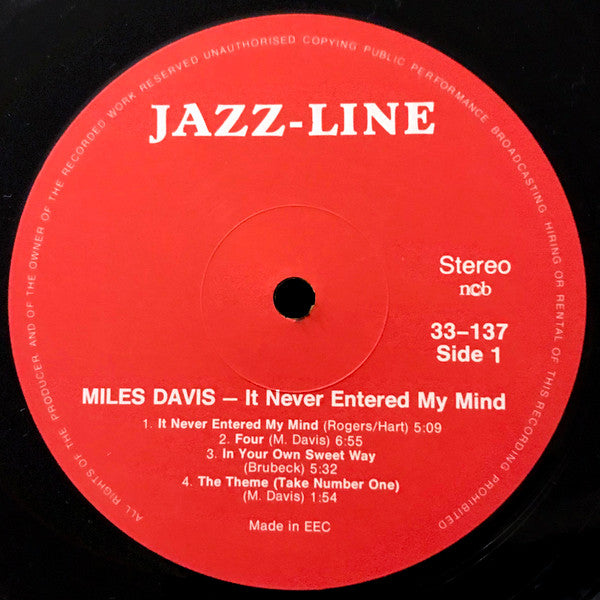 ALL RIGHTS OF THE PRODUCER AND OF THE OWNER OF THE RECORDED WORK RESERVED UNAUTHORISED COPYING PUBLIC PERFORMANCE BROADCASTING, HIRING OR RENTAL OF THIS RECORDING PROHIBITED
JAZZ-LINE
Stereo
ncb
33–137
Side 1
MILES DAVIS – It Never Entered My Mind
1. It Never Entered My Mind (Rogers/Hart) 5:09
2. Four (M. Davis) 6:55
3. In Your Own Sweet Way
(Brubeck) 5:32
4. The Theme (Take Number One)
(M. Davis) 1:54
Made in EEC